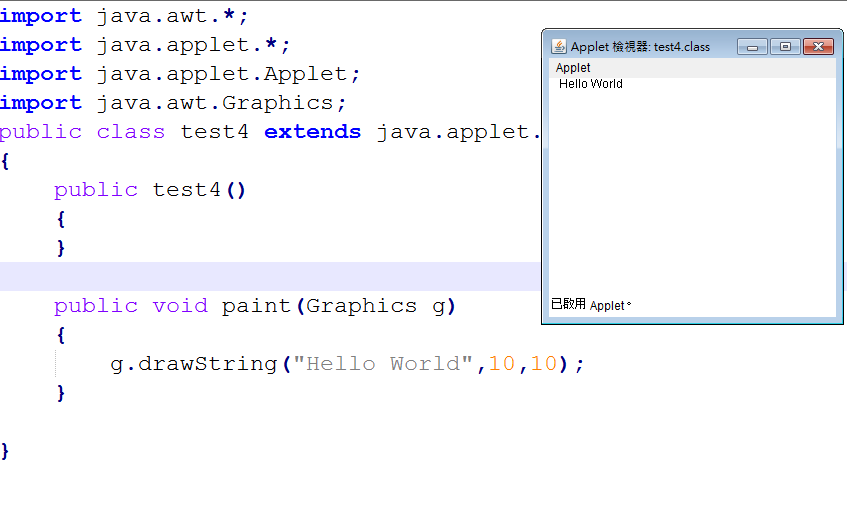 import java.awt.*;
import java.applet.*;
import java.applet.Applet;
import java.awt.Graphics;
public class test4 extends java.applet.
{
public test4()
{
}
public void paint(Graphics g)
{
g.drawString("Hello World",10,10);
}
}
Applet 檢視器: test4.class
Applet
Hello World
已啟用 Applet。